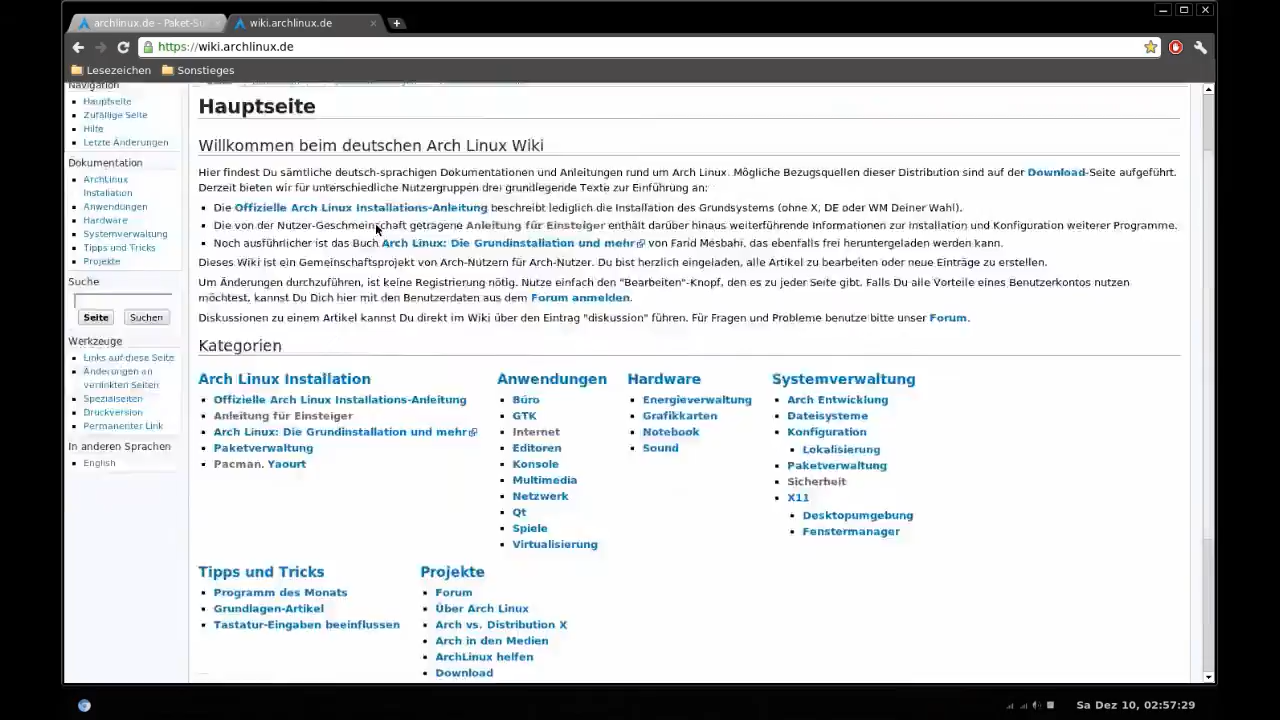 archlinux.de - Paket-Su
wiki.archlinux.de
https://wiki.archlinux.de
Lesezeichen
Sonstieges
Navigation
Hauptseite
Zufällige Seite
Hilfe
Letzte Änderungen
Dokumentation
ArchLinux
Installation
Anwendungen
Hardware
Systemverwaltung
Tipps und Tricks
Projekte
Suche
Seite
Suchen
Werkzeuge
Links auf diese Seite
Änderungen an
verlinkten Seiten
Spezialseiten
Druckversion
Permanenter Link
In anderen Sprachen
English
Hauptseite
Willkommen beim deutschen Arch Linux Wiki
Hier findest Du sämtliche deutsch-sprachigen Dokumentationen und Anleitungen rund um Arch Linux. Mögliche Bezugsquellen dieser Distribution sind auf der Download-Seite aufgeführt.
Derzeit bieten wir für unterschiedliche Nutzergruppen drei grundlegende Texte zur Einführung an:
Die Offizielle Arch Linux Installations-Anleitung beschreibt lediglich die Installation des Grundsystems (ohne X, DE oder WM Deiner Wahl).
Die von der Nutzer-Geschmeinschaft getragene Anleitung für Einsteiger enthält darüber hinaus weiterführende Informationen zur Installation und Konfiguration weiterer Programme.
Noch ausführlicher ist das Buch Arch Linux: Die Grundinstallation und mehr von Farid Mesbahi, das ebenfalls frei heruntergeladen werden kann.
Dieses Wiki ist ein Gemeinschaftsprojekt von Arch-Nutzern für Arch-Nutzer. Du bist herzlich eingeladen, alle Artikel zu bearbeiten oder neue Einträge zu erstellen.
Um Änderungen durchzuführen, ist keine Registrierung nötig. Nutze einfach den "Bearbeiten"-Knopf, den es zu jeder Seite gibt. Falls Du alle Vorteile eines Benutzerkontos nutzen
möchtest, kannst Du Dich hier mit den Benutzerdaten aus dem Forum anmelden.
Diskussionen zu einem Artikel kannst Du direkt im Wiki über den Eintrag "diskussion" führen. Für Fragen und Probleme benutze bitte unser Forum.
Kategorien
Arch Linux Installation
Offizielle Arch Linux Installations-Anleitung
Anleitung für Einsteiger
Arch Linux: Die Grundinstallation und mehr
Paketverwaltung
Pacman, Yaourt
Anwendungen
Büro
GTK
Internet
Editoren
Konsole
Multimedia
Netzwerk
Qt
Spiele
Virtualisierung
Hardware
Energieverwaltung
Grafikkarten
Notebook
Sound
Systemverwaltung
Arch Entwicklung
Dateisysteme
Konfiguration
Lokalisierung
Paketverwaltung
Sicherheit
X11
Desktopumgebung
Fenstermanager
Tipps und Tricks
Programm des Monats
Grundlagen-Artikel
Tastatur-Eingaben beeinflussen
Projekte
Forum
Über Arch Linux
Arch vs. Distribution X
Arch in den Medien
ArchLinux helfen
Download
Sa Dez 10, 02:57:29